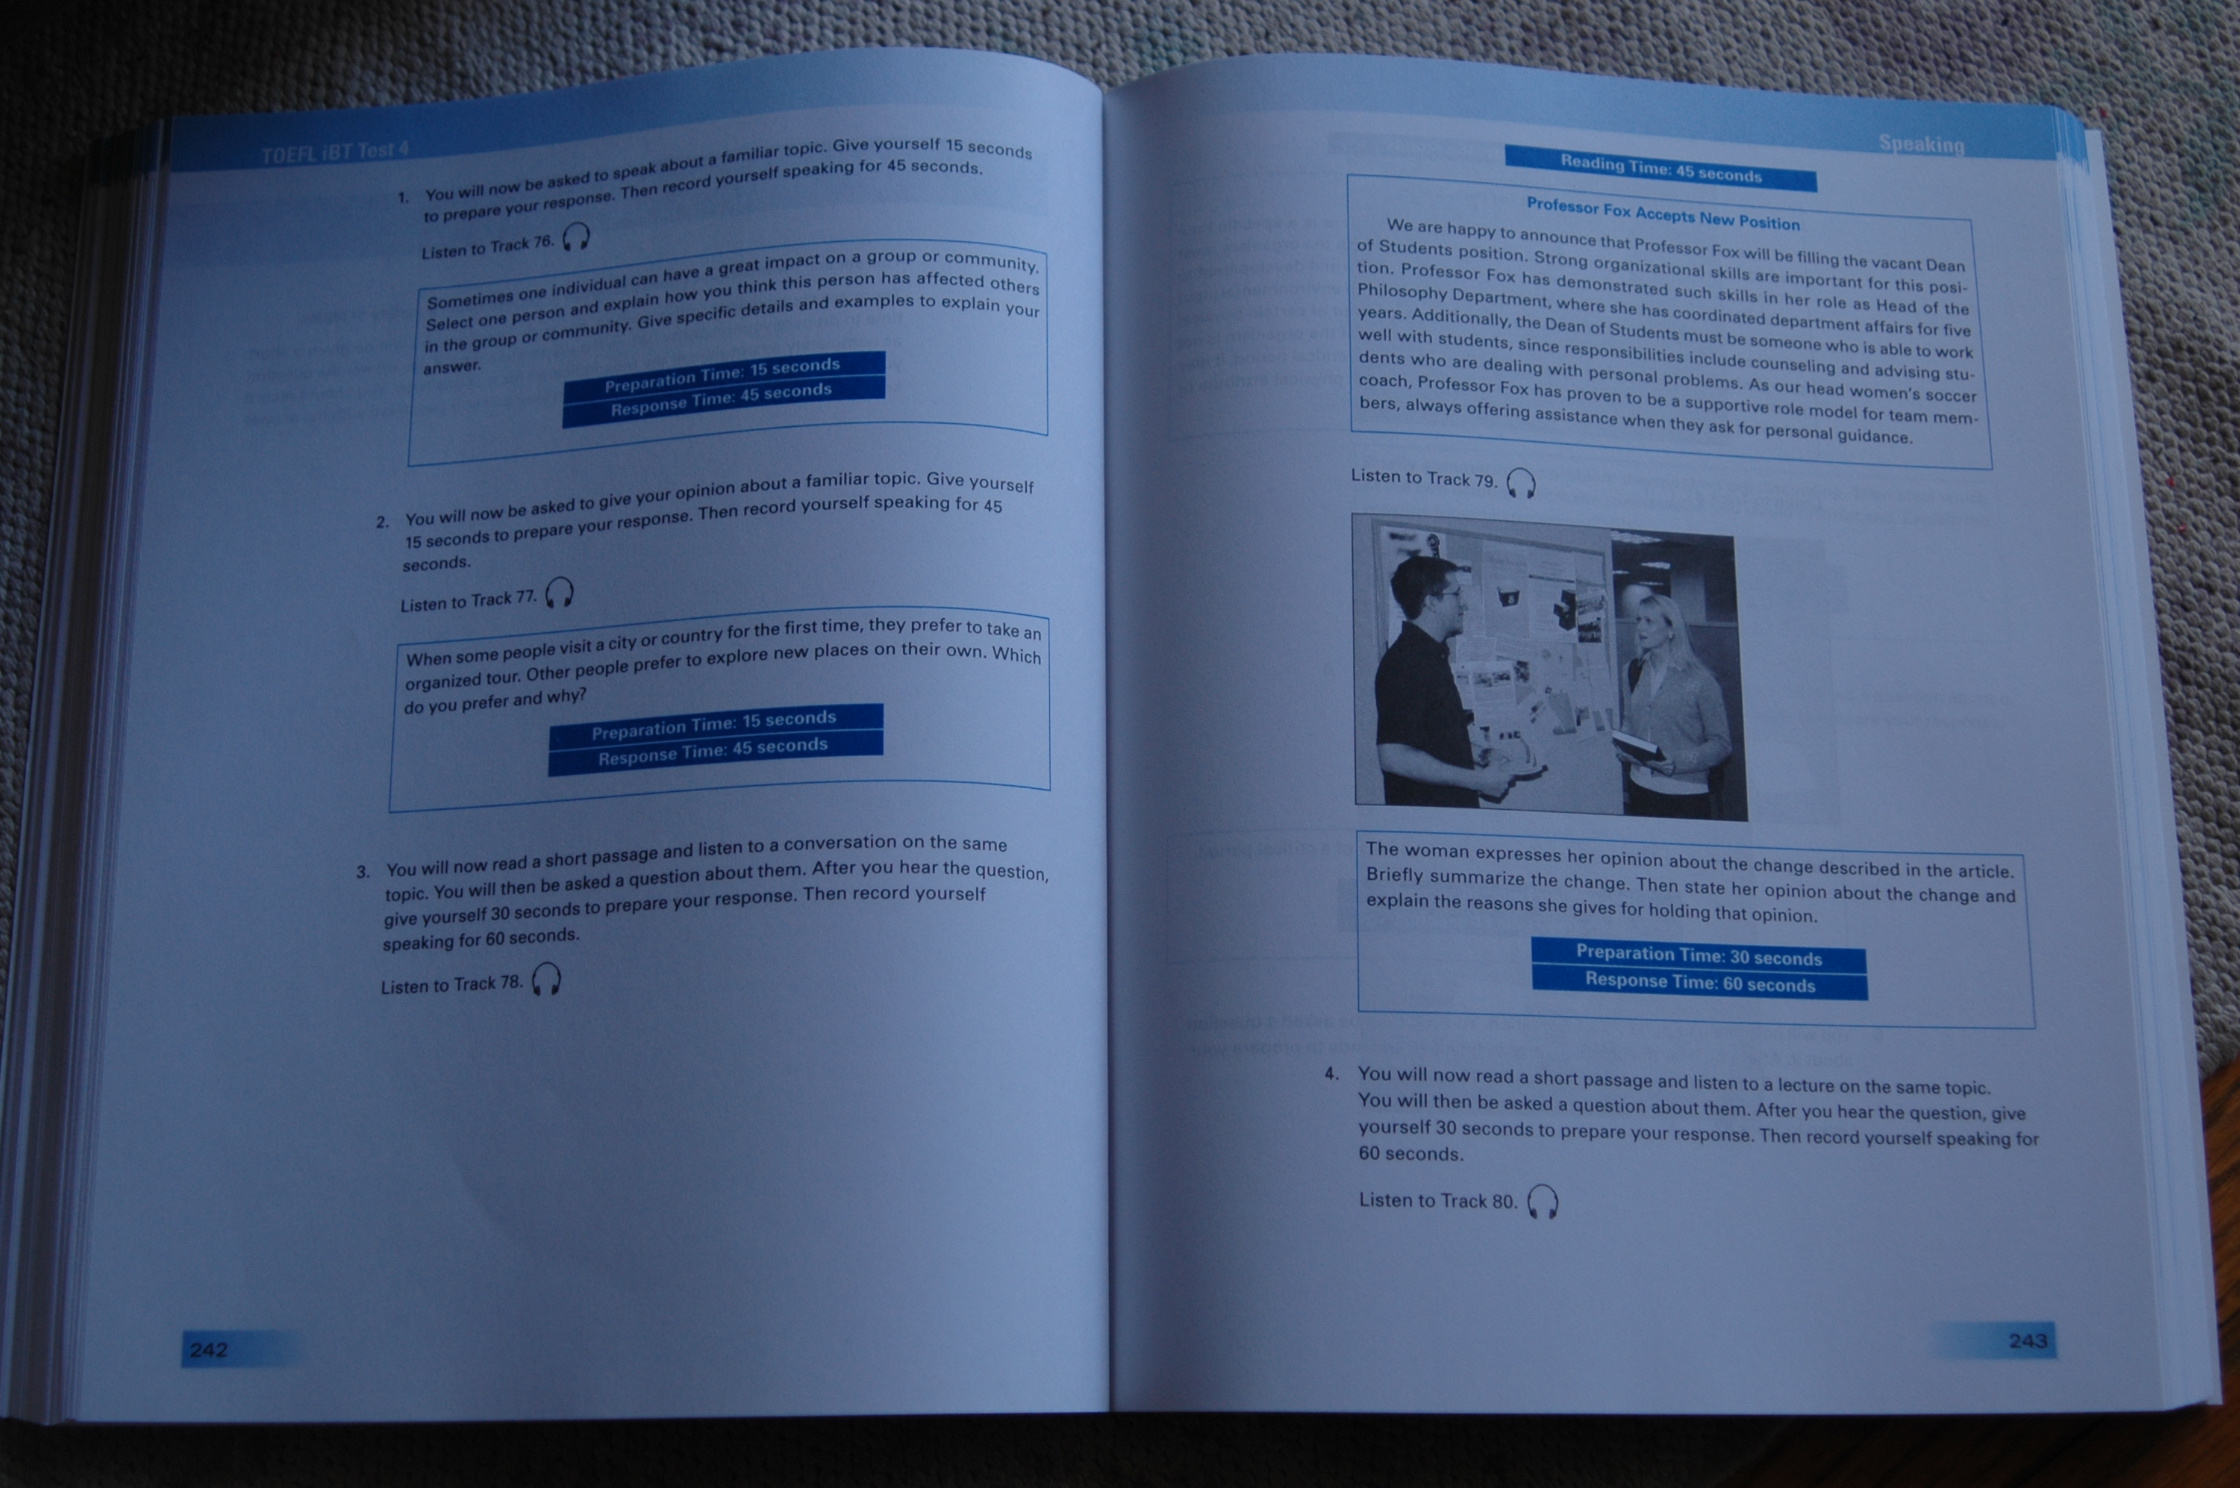 TOEFL iBT Test 4
1. You will now be asked to speak about a familiar topic. Give yourself 15 seconds
to prepare your response. Then record yourself speaking for 45 seconds.
Listen to Track 76.
Sometimes one individual can have a great impact on a group or community.
Select one person and explain how you think this person has affected others
in the group or community. Give specific details and examples to explain your
answer.
Preparation Time: 15 seconds
Response Time: 45 seconds
2. You will now be asked to give your opinion about a familiar topic. Give yourself
15 seconds to prepare your response. Then record yourself speaking for 45
seconds.
Listen to Track 77.
When some people visit a city or country for the first time, they prefer to take an
organized tour. Other people prefer to explore new places on their own. Which
do you prefer and why?
Preparation Time: 15 seconds
Response Time: 45 seconds
3. You will now read a short passage and listen to a conversation on the same
topic. You will then be asked a question about them. After you hear the question,
give yourself 30 seconds to prepare your response. Then record yourself
speaking for 60 seconds.
Listen to Track 78.
242
Speaking
Reading Time: 45 seconds
Professor Fox Accepts New Position
We are happy to announce that Professor Fox will be filling the vacant Dean
of Students position. Strong organizational skills are important for this posi-
tion. Professor Fox has demonstrated such skills in her role as Head of the
Philosophy Department, where she has coordinated department affairs for five
years. Additionally, the Dean of Students must be someone who is able to work
well with students, since responsibilities include counseling and advising stu-
dents who are dealing with personal problems. As our head women's soccer
coach, Professor Fox has proven to be a supportive role model for team mem-
bers, always offering assistance when they ask for personal guidance.
Listen to Track 79.
The woman expresses her opinion about the change described in the article.
Briefly summarize the change. Then state her opinion about the change and
explain the reasons she gives for holding that opinion.
Preparation Time: 30 seconds
Response Time: 60 seconds
4. You will now read a short passage and listen to a lecture on the same topic.
You will then be asked a question about them. After you hear the question, give
yourself 30 seconds to prepare your response. Then record yourself speaking for
60 seconds.
Listen to Track 80.
243